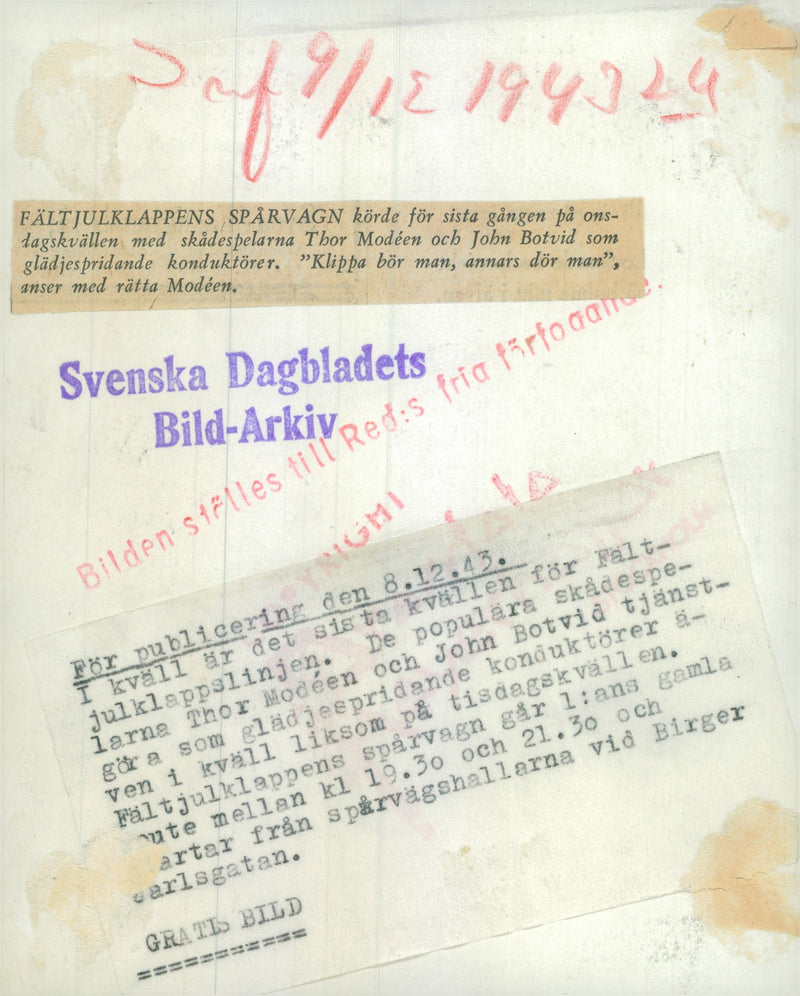 9/12 1943
FÄLTJULKLAPPENS SPÅRVAGN körde för sista gången på ons-
dagskvällen med skådespelarna Thor Modéen och John Botvid som
glädjespridande konduktörer. ”Klippa bör man, annars dör man”,
anser med rätta Modéen.
Svenska Dagbladets
Bild-Arkiv
Bilden ställes till Red:s fria förfogande.
För publicering den 8.12.43.
I kväll är det sista kvällen för Fält-
julklappslinjen. De populära skådespe-
larna Thor Modéen och John Botvid tjänst-
göra som glädjespridande konduktörer ä-
ven i kväll liksom på tisdagskvällen.
Fältjulklappens spårvagn går 1:ans gamla
oute mellan kl 19.30 och 21.30 och
artar från spårvägshallarna vid Birger
Jarlsgatan.
GRATIS BILD
============